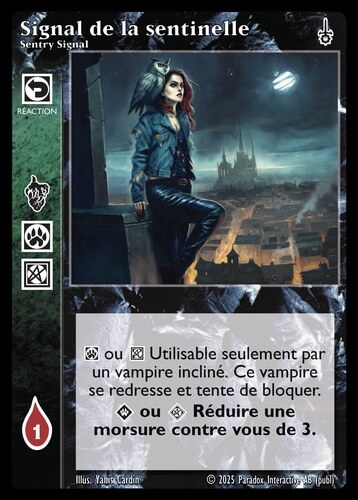 Signal de la sentinelle
Sentry Signal
RÉACTION
ou Utilisable seulement par
un vampire incliné. Ce vampire
se redresse et tente de bloquer.
ou Réduire une
morsure contre vous de 3.
1
Illus. Yanis Cardin
© 2025 Paradox Interactive AB (publ)